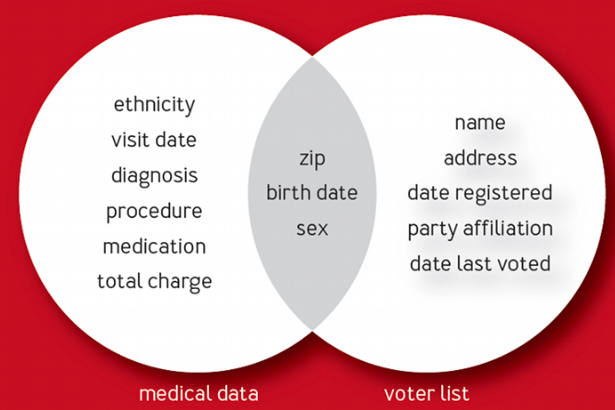 ethnicity
visit date
diagnosis
procedure
medication
total charge
zip
birth date
sex
name
address
date registered
party affiliation
date last voted
medical data
voter list